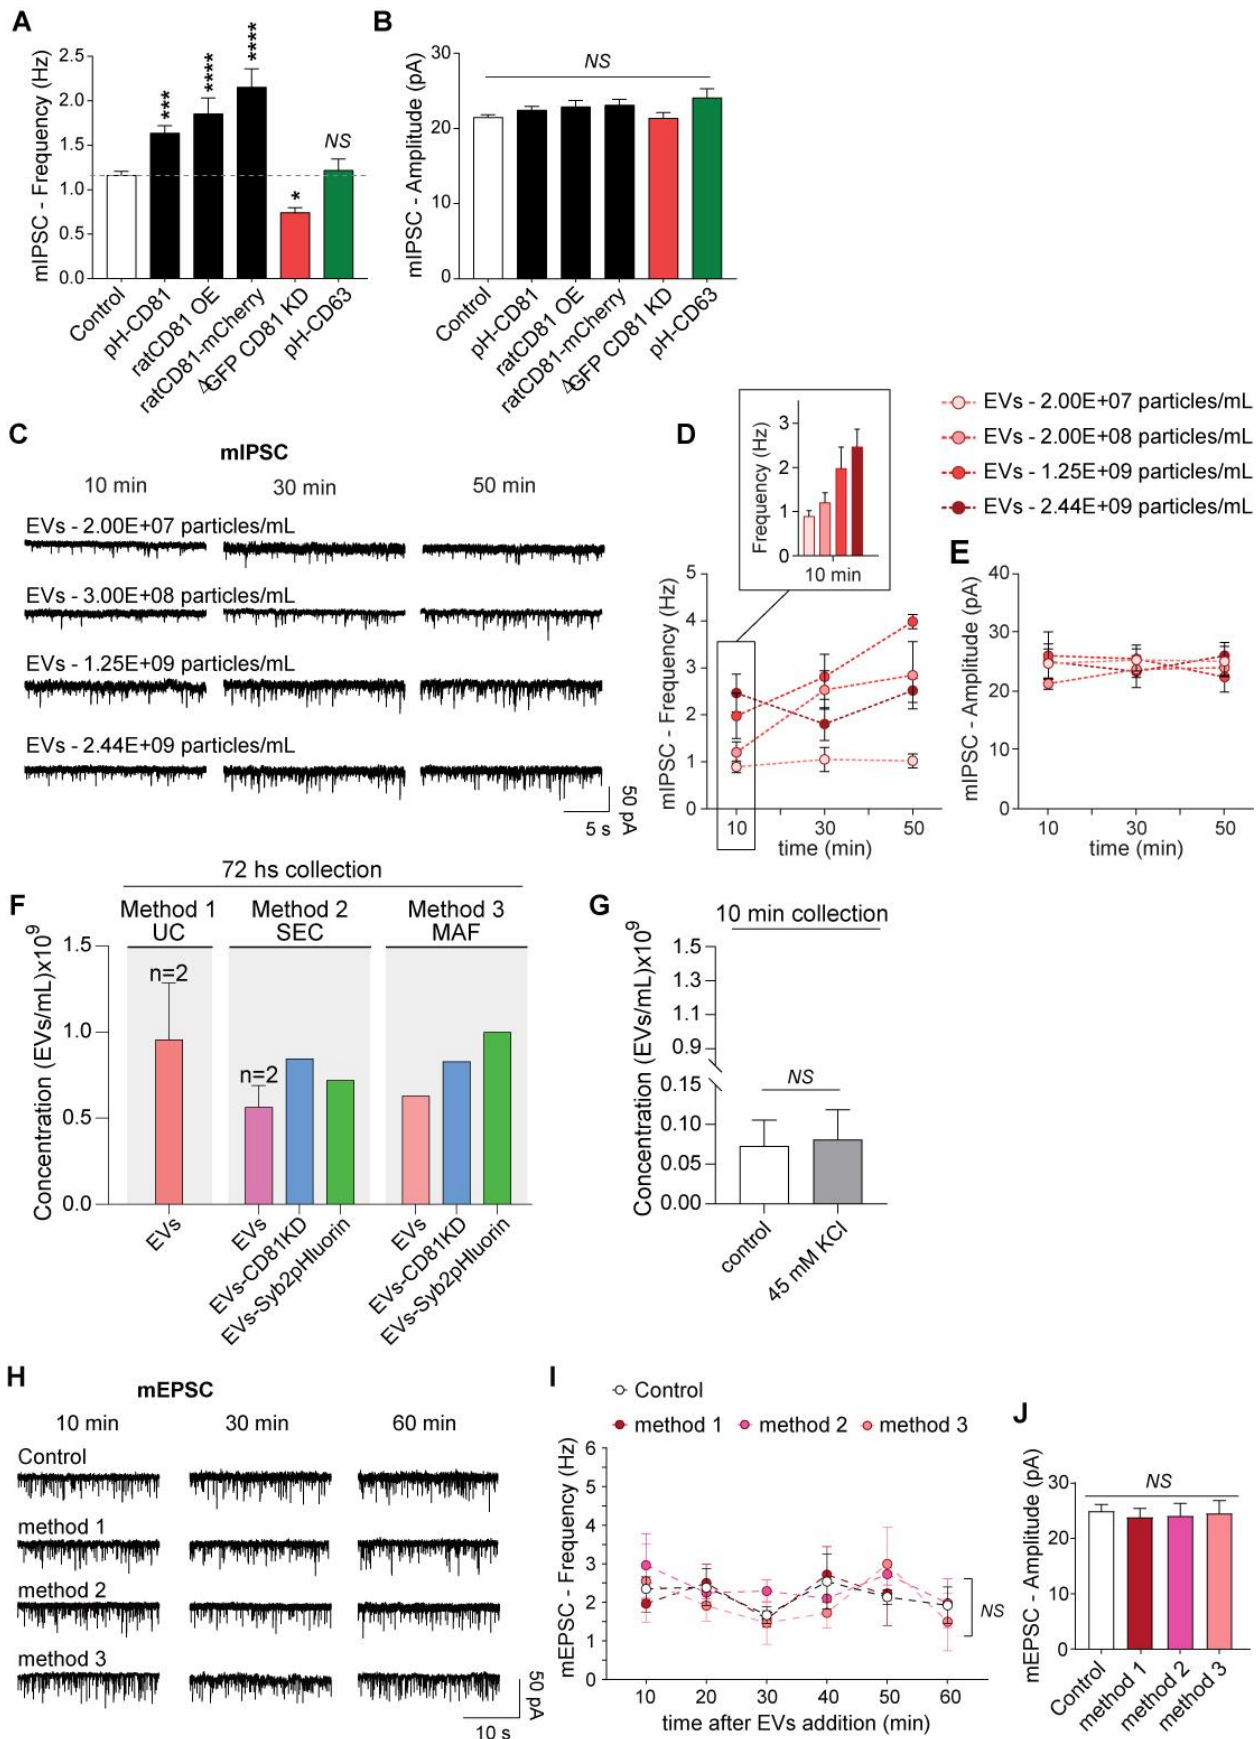 A
mIPSC - Frequency (Hz)
2.5
2.0
1.5
1.0
0.5
0.0
***
****
****
*
NS
Control
pH-CD81
ratCD81 OE
ratCD81-mCherry
ΔGFP CD81 KD
pH-CD63
B
mIPSC - Amplitude (pA)
30
20
10
0
NS
Control
pH-CD81
ratCD81 OE
ratCD81-mCherry
ΔGFP CD81 KD
pH-CD63
C
mIPSC
10 min 30 min 50 min
EVs - 2.00E+07 particles/mL
EVs - 3.00E+08 particles/mL
EVs - 1.25E+09 particles/mL
EVs - 2.44E+09 particles/mL
50 pA
5 s
D
Frequency (Hz)
3
2
1
0
10 min
mIPSC - Frequency (Hz)
5
4
3
2
1
0
10 30 50
time (min)
EVs - 2.00E+07 particles/mL
EVs - 2.00E+08 particles/mL
EVs - 1.25E+09 particles/mL
EVs - 2.44E+09 particles/mL
E
mIPSC - Amplitude (pA)
40
30
20
10
0
10 30 50
time (min)
F
72 hs collection
Method 1 Method 2 Method 3
UC SEC MAF
Concentration (EVs/mL)x10⁹
1.5
1.0
0.5
0.0
n=2
n=2
EVs
EVs
EVs-CD81KD
EVs-Syb2pHluorin
EVs
EVs-CD81KD
EVs-Syb2pHluorin
G
10 min collection
Concentration (EVs/mL)x10⁹
1.5
1.3
1.1
0.9
0.15
0.10
0.05
0.00
NS
control
45 mM KCl
H
mEPSC
10 min 30 min 60 min
Control
method 1
method 2
method 3
50 pA
10 s
I
Control
method 1 method 2 method 3
mEPSC - Frequency (Hz)
6
5
4
3
2
1
0
NS
10 20 30 40 50 60
time after EVs addition (min)
J
mEPSC - Amplitude (pA)
30
20
10
0
NS
Control
method 1
method 2
method 3